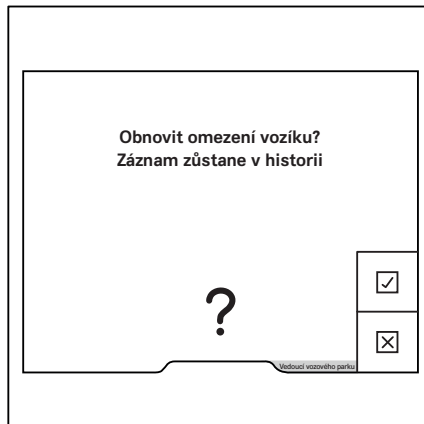 Obnovit omezení vozíku?
Záznam zůstane v historii
?
Vedoucí vozového parku